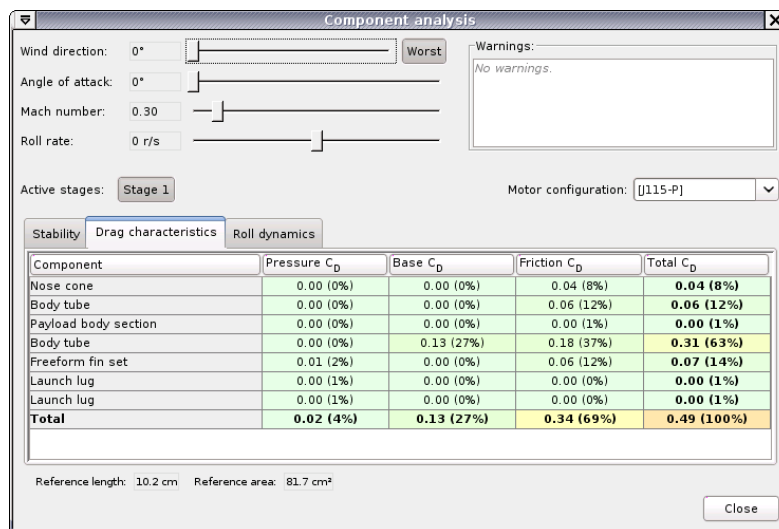 Component analysis
Wind direction: 0° Worst
Warnings:
No warnings.
Angle of attack: 0°
Mach number: 0.30
Roll rate: 0 r/s
Active stages: Stage 1 Motor configuration: [J115-P]
Stability Drag characteristics Roll dynamics
Component Pressure CD Base CD Friction CD Total CD
Nose cone 0.00 (0%) 0.00 (0%) 0.04 (8%) 0.04 (8%)
Body tube 0.00 (0%) 0.00 (0%) 0.06 (12%) 0.06 (12%)
Payload body section 0.00 (0%) 0.00 (0%) 0.00 (1%) 0.00 (1%)
Body tube 0.00 (0%) 0.13 (27%) 0.18 (37%) 0.31 (63%)
Freeform fin set 0.01 (2%) 0.00 (0%) 0.06 (12%) 0.07 (14%)
Launch lug 0.00 (1%) 0.00 (0%) 0.00 (0%) 0.00 (1%)
Launch lug 0.00 (1%) 0.00 (0%) 0.00 (0%) 0.00 (1%)
Total 0.02 (4%) 0.13 (27%) 0.34 (69%) 0.49 (100%)
Reference length: 10.2 cm Reference area: 81.7 cm²
Close